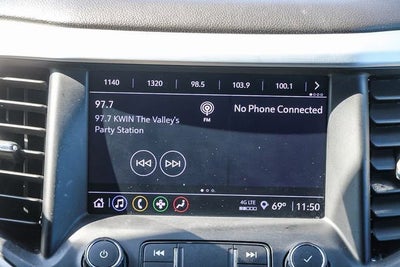 1140 1320 98.5 103.9 100.1
97.7
97.7 KWIN The Valley's
Party Station
FM
No Phone Connected
4G LTE
69° 11:50